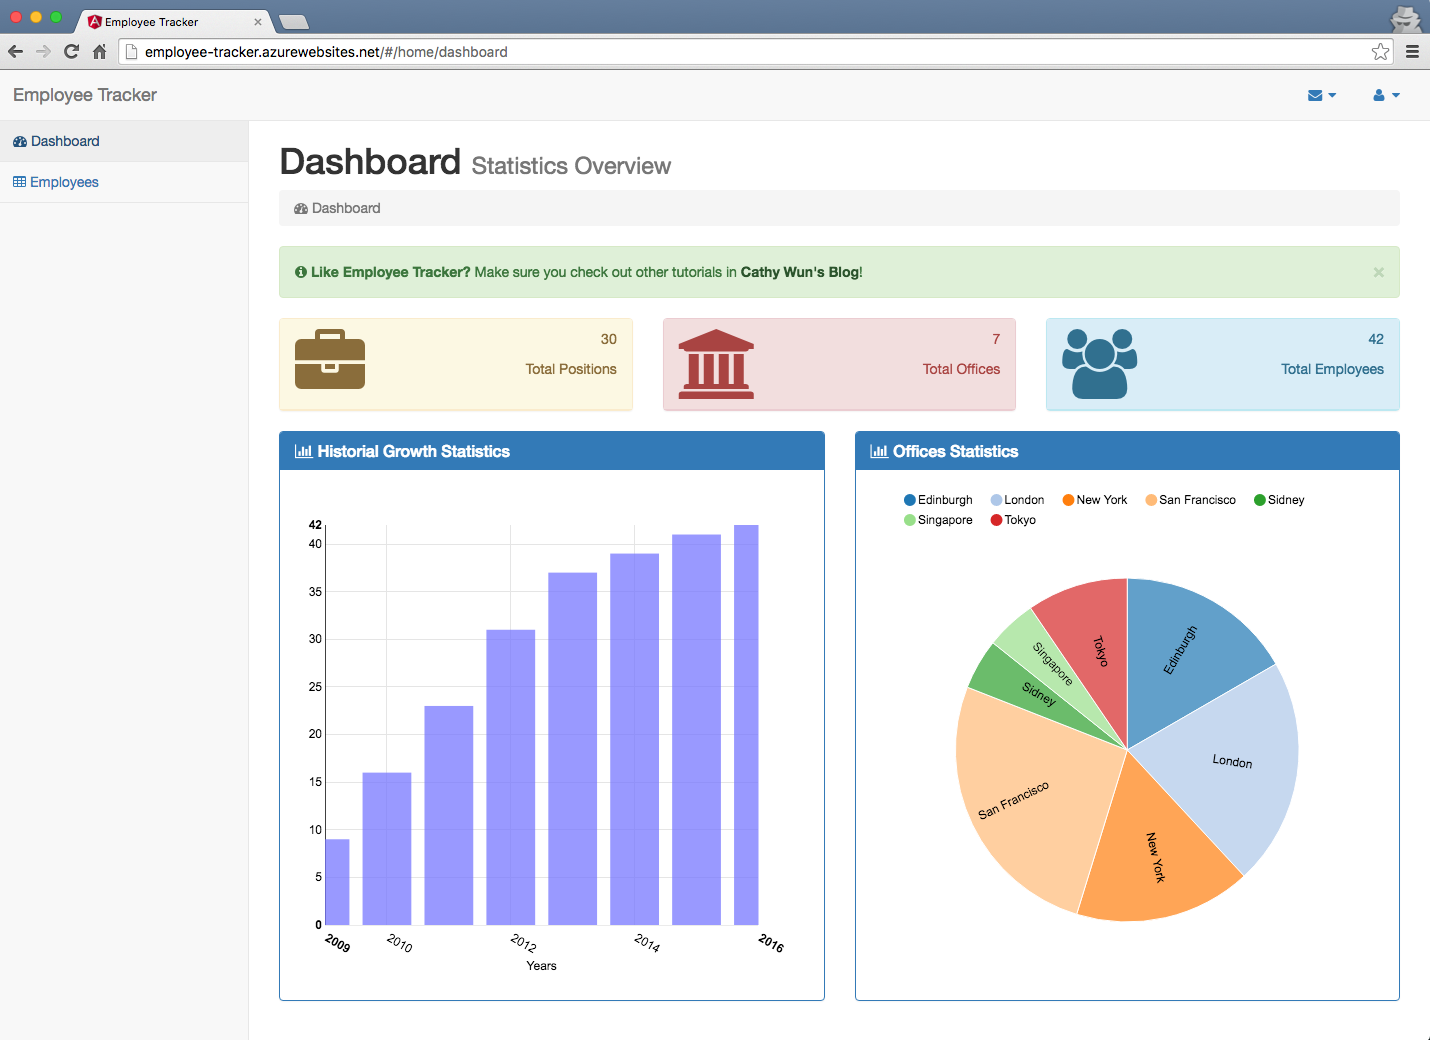 Employee Tracker
employee-tracker.azurewebsites.net/#/home/dashboard
Employee Tracker
Dashboard
Employees
Dashboard Statistics Overview
Dashboard
Like Employee Tracker? Make sure you check out other tutorials in Cathy Wun's Blog!
×
30
Total Positions
7
Total Offices
42
Total Employees
Historial Growth Statistics
42
40
35
30
25
20
15
10
5
0
2009 2010 2012 2014 2016
Years
Offices Statistics
Edinburgh London New York San Francisco Sidney
Singapore Tokyo
Edinburgh
London
New York
San Francisco
Sidney
Singapore
Tokyo